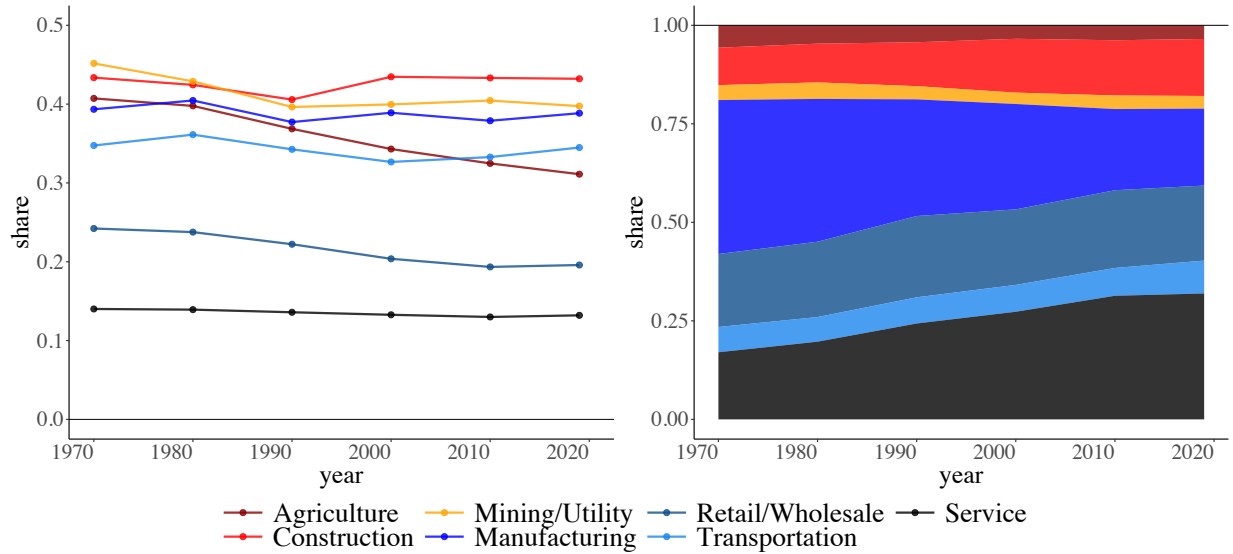 0.5
0.4
0.3
0.2
0.1
0.0
share
1970 1980 1990 2000 2010 2020
year
1.00
0.75
0.50
0.25
0.00
share
1970 1980 1990 2000 2010 2020
year
Agriculture Mining/Utility Retail/Wholesale Service
Construction Manufacturing Transportation